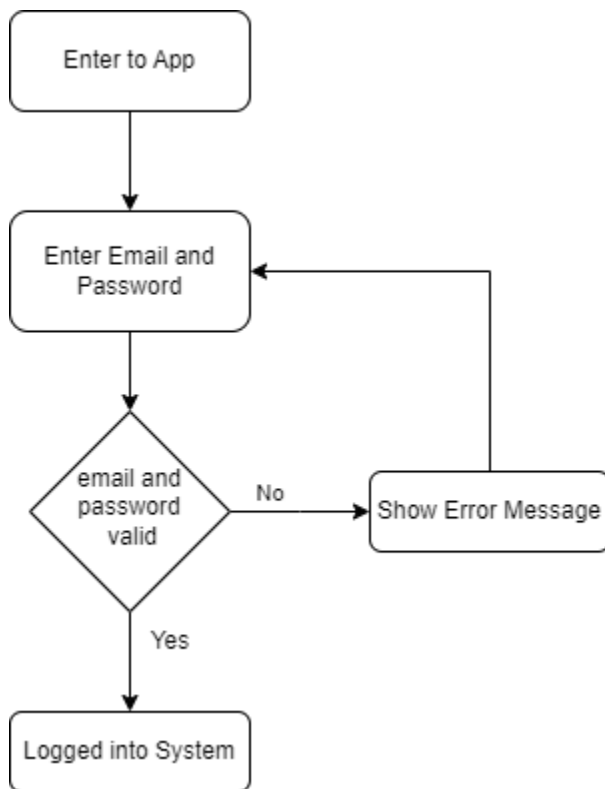 Enter to App
Enter Email and
Password
email and
password
valid
No
Show Error Message
Yes
Logged into System